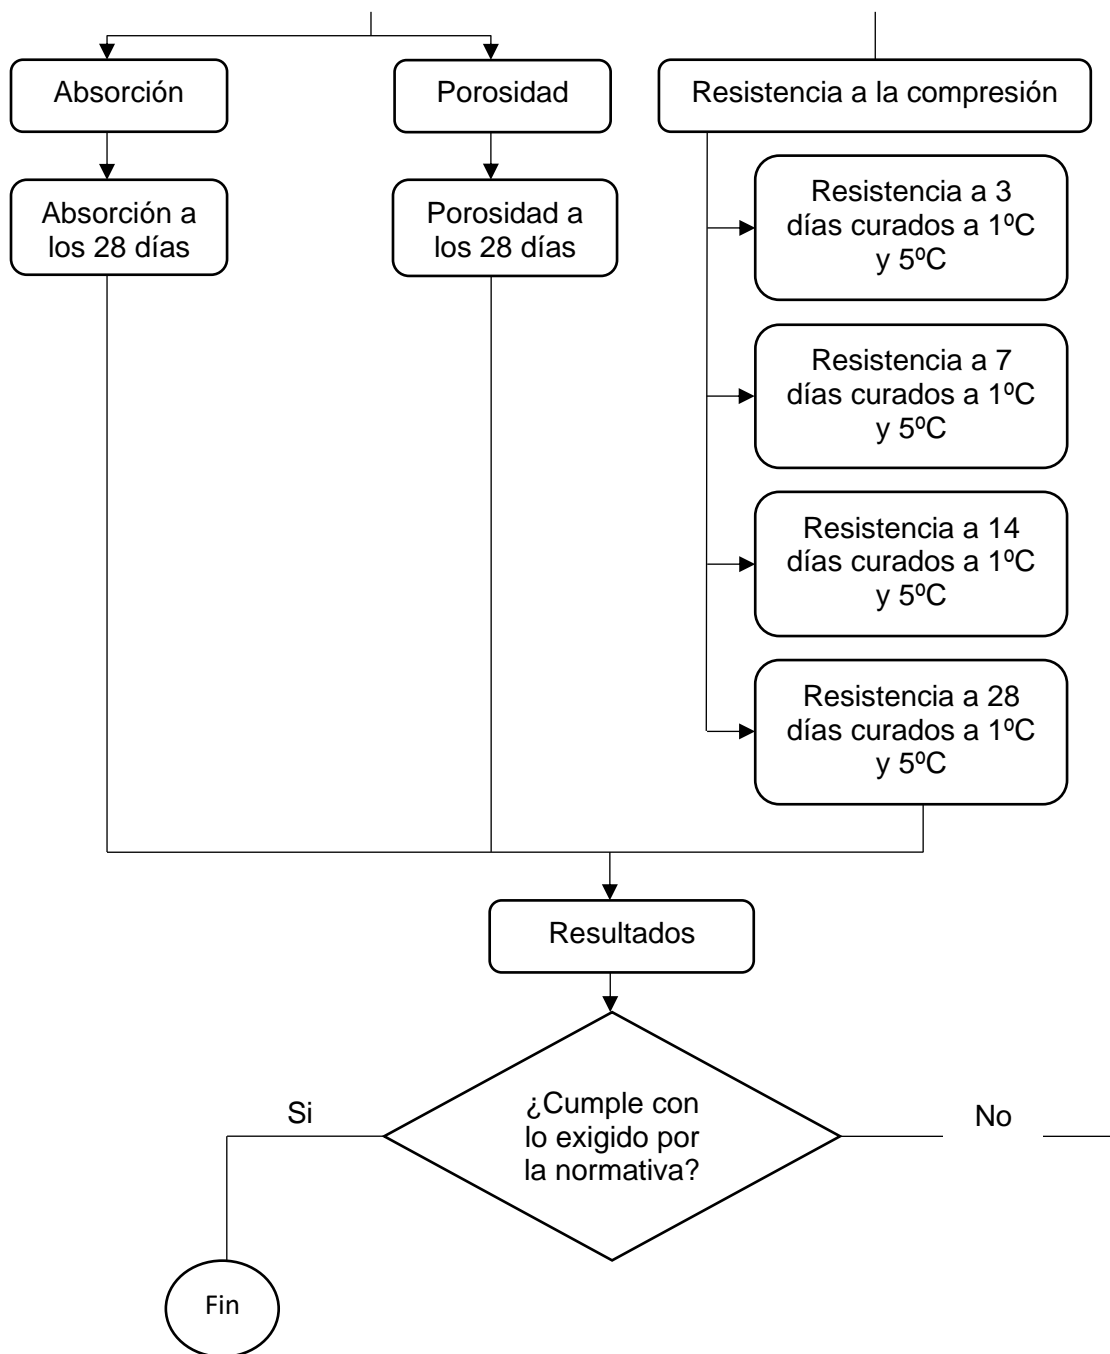 Absorción
Porosidad
Resistencia a la compresión
Absorción a
los 28 días
Porosidad a
los 28 días
Resistencia a 3
días curados a 1ºC
y 5ºC
Resistencia a 7
días curados a 1ºC
y 5ºC
Resistencia a 14
días curados a 1ºC
y 5ºC
Resistencia a 28
días curados a 1ºC
y 5ºC
Resultados
¿Cumple con
lo exigido por
la normativa?
Si
No
Fin